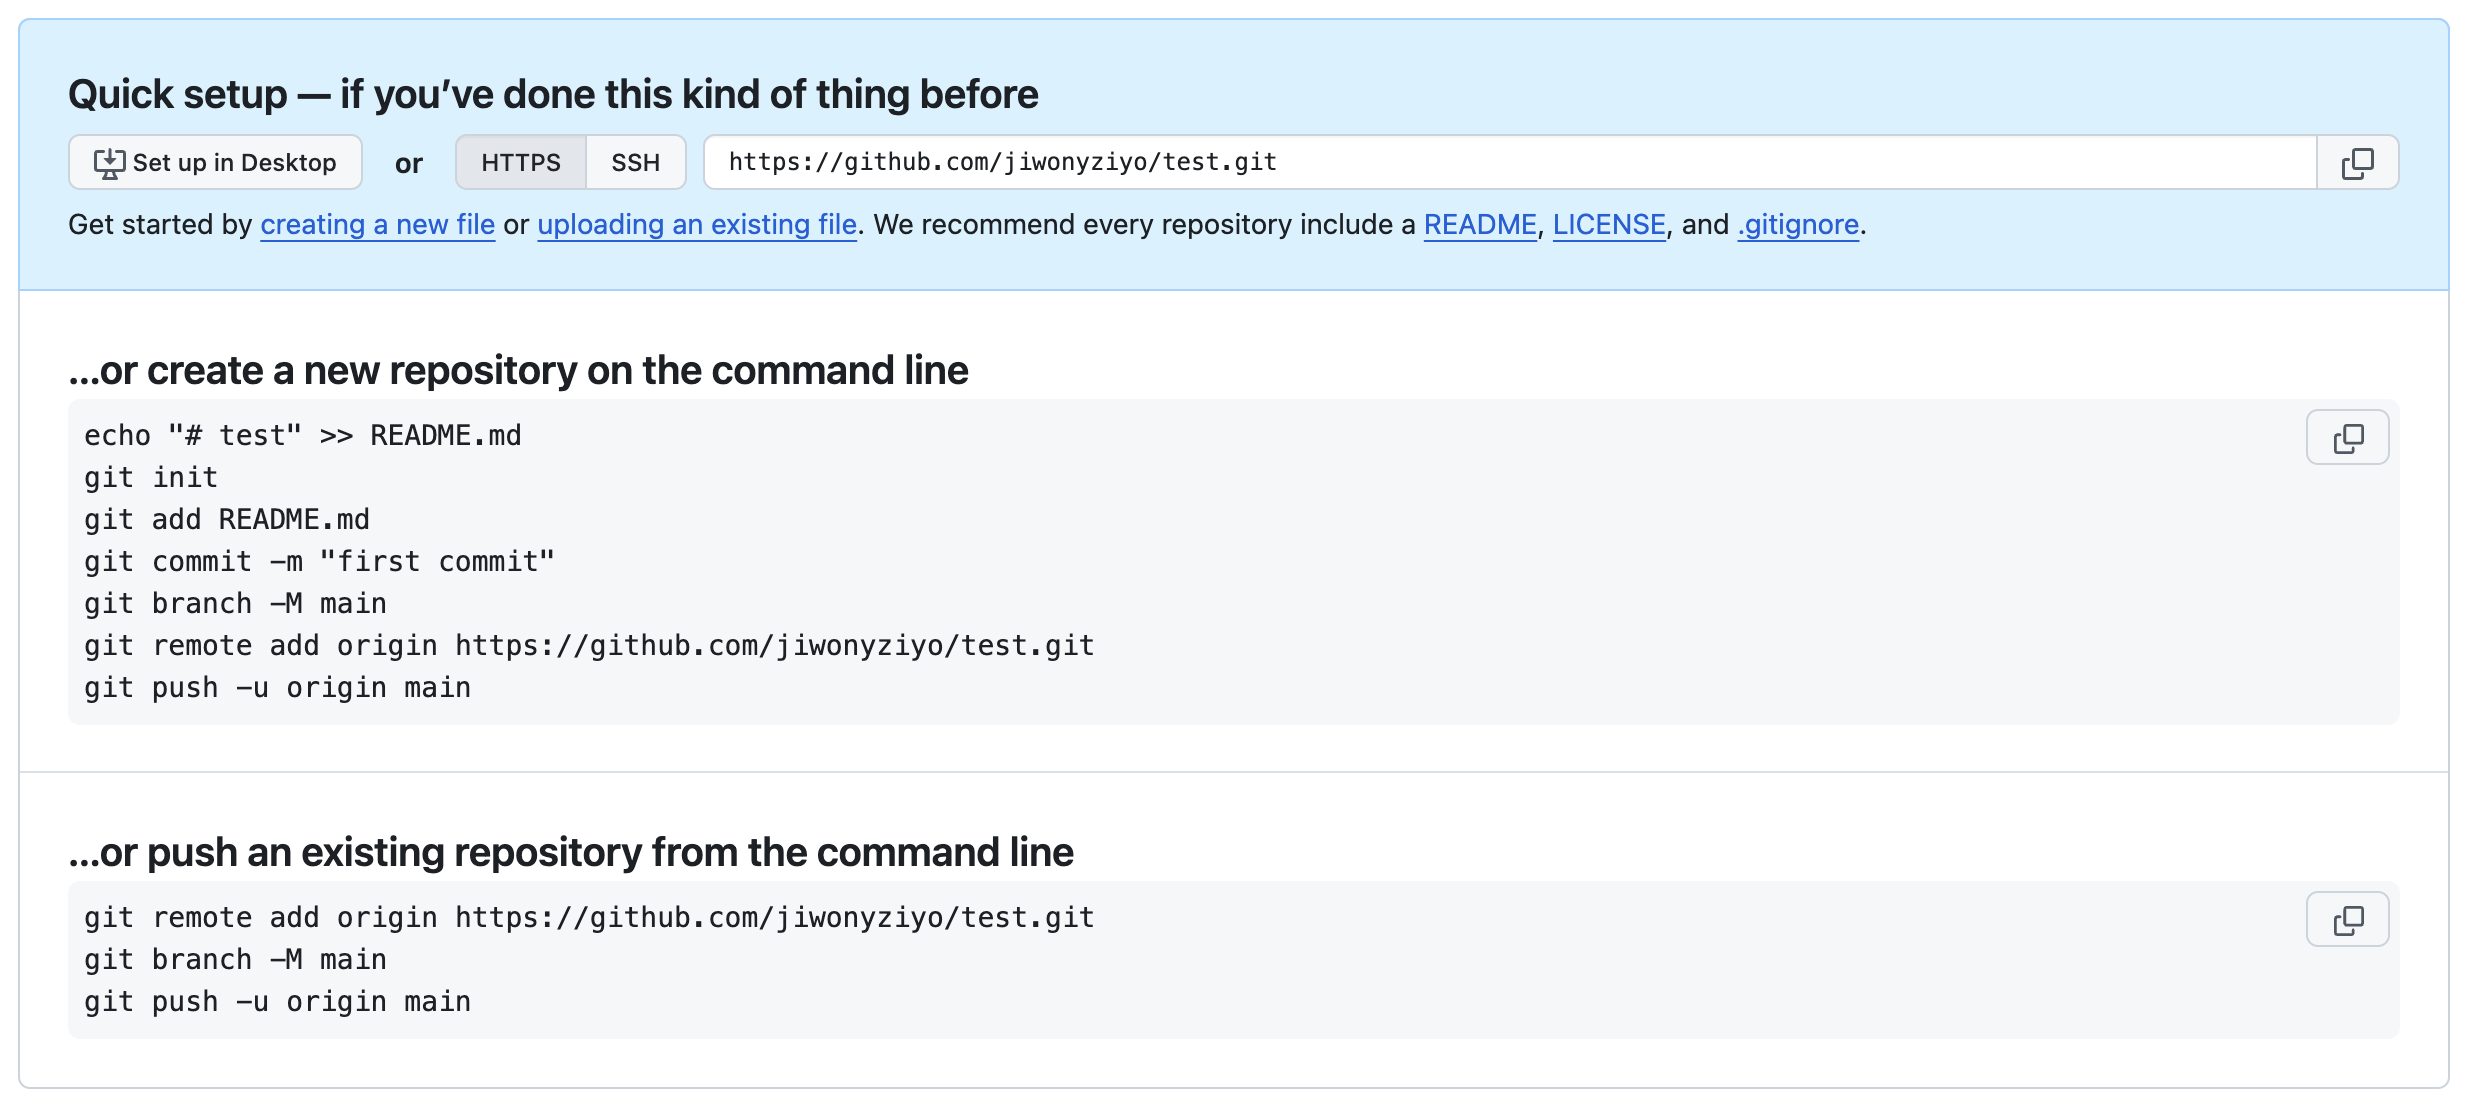 Quick setup — if you’ve done this kind of thing before
Set up in Desktop or HTTPS SSH https://github.com/jiwonyziyo/test.git
Get started by creating a new file or uploading an existing file. We recommend every repository include a README, LICENSE, and .gitignore.
…or create a new repository on the command line
echo "# test" >> README.md
git init
git add README.md
git commit -m "first commit"
git branch -M main
git remote add origin https://github.com/jiwonyziyo/test.git
git push -u origin main
…or push an existing repository from the command line
git remote add origin https://github.com/jiwonyziyo/test.git
git branch -M main
git push -u origin main